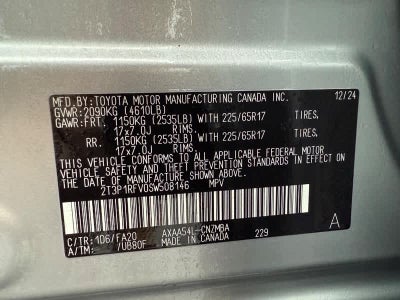 MFD. BY:TOYOTA MOTOR MANUFACTURING CANADA INC. 12/24
GVWR: 2090KG (4610LB)
GAWR: FRT. 1150KG (2535LB) WITH 225/65R17 TIRES.
17x7.0J RIMS.
RR. 1150KG (2535LB) WITH 225/65R17 TIRES.
17x7.0J RIMS.
THIS VEHICLE CONFORMS TO ALL APPLICABLE FEDERAL MOTOR
VEHICLE SAFETY AND THEFT PREVENTION STANDARDS IN EFFECT
ON THE DATE OF MANUFACTURE SHOWN ABOVE.
2T3P1RFV0SW508146 MPV
C/TR: 1D6/FA20 AXAA54L-CNZMBA 229 A
/70880F MADE IN CANADA